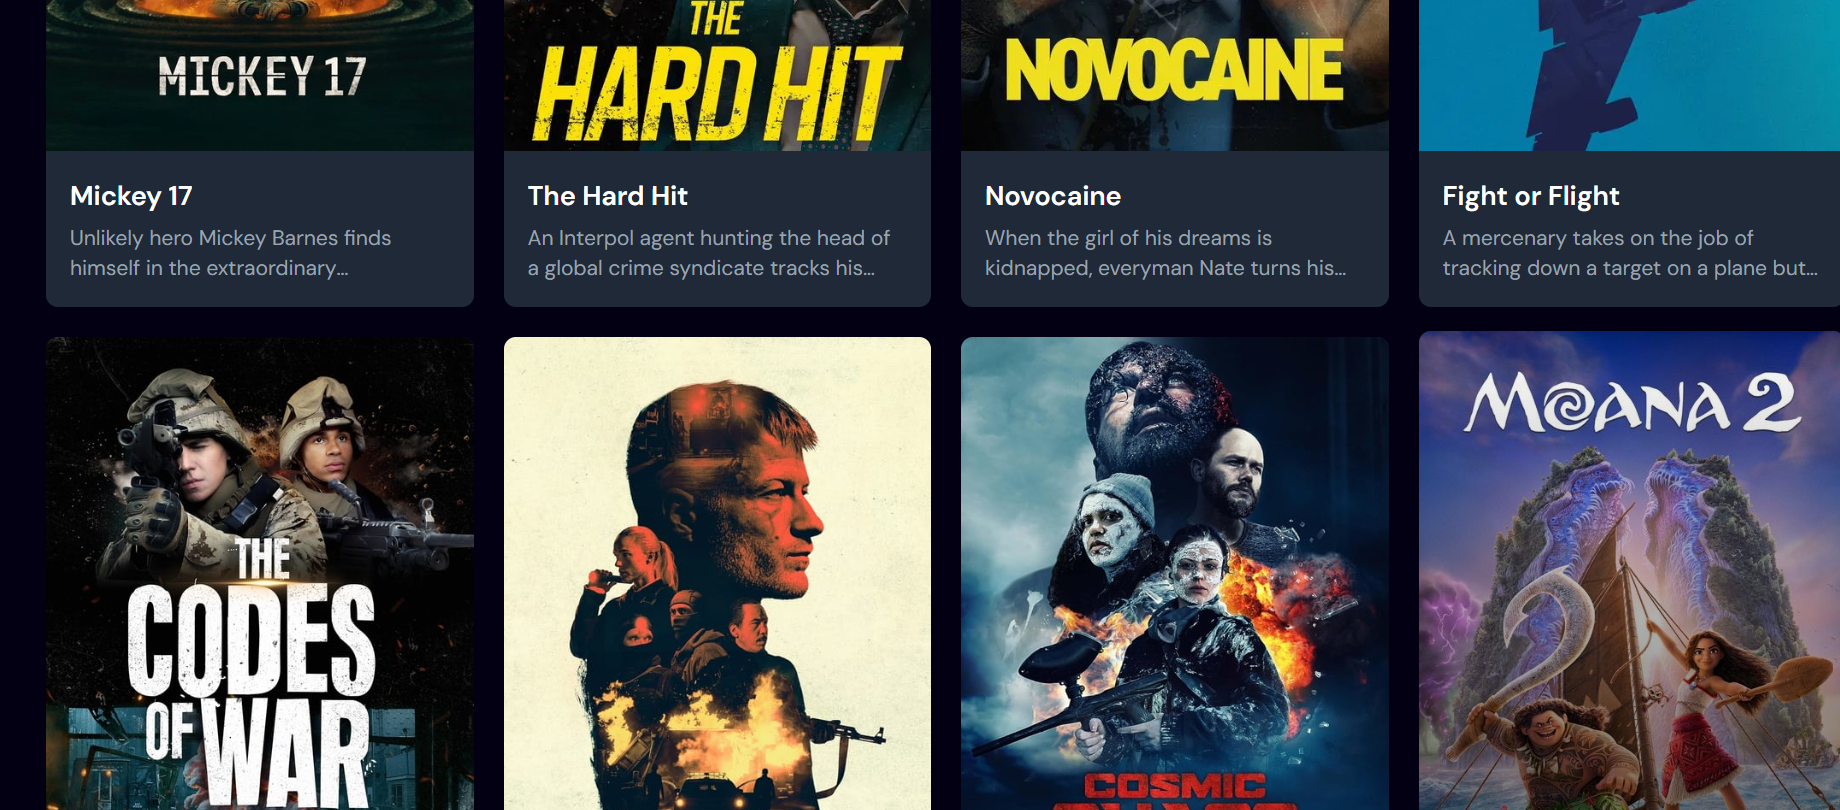 MICKEY 17
THE
HARD HIT
NOVOCAINE
Mickey 17
Unlikely hero Mickey Barnes finds
himself in the extraordinary...
The Hard Hit
An Interpol agent hunting the head of
a global crime syndicate tracks his...
Novocaine
When the girl of his dreams is
kidnapped, everyman Nate turns his...
Fight or Flight
A mercenary takes on the job of
tracking down a target on a plane but...
THE
CODES
OF WAR
COSMIC
MOANA 2